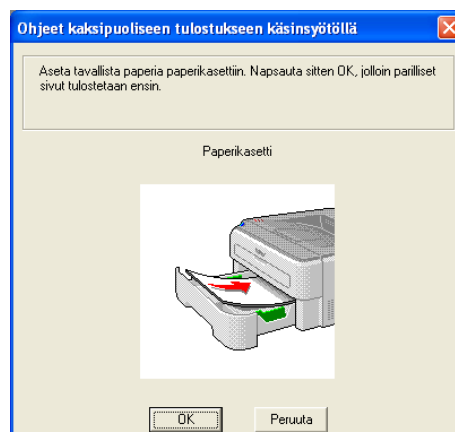 Ohjeet kaksipuoliseen tulostukseen käsinsyötöllä
Aseta tavallista paperia paperikasettiin. Napsauta sitten OK, jolloin parilliset
sivut tulostetaan ensin.
Paperikasetti
OK
Peruuta